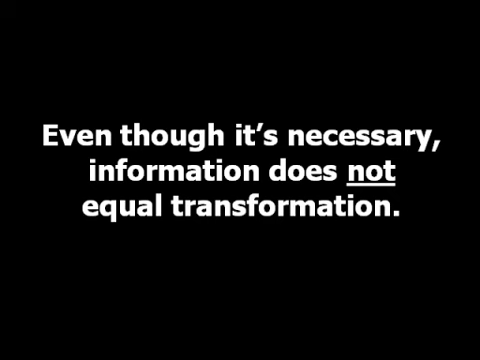 Even though it’s necessary,
information does not
equal transformation.